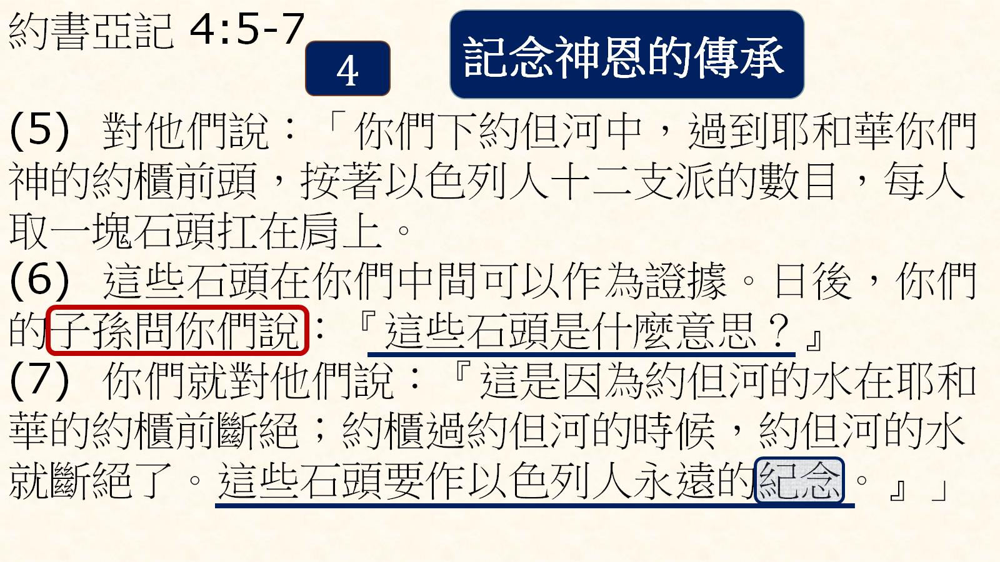 約書亞記 4:5-7
4
記念神恩的傳承
(5) 對他們說：「你們下約但河中，過到耶和華你們
神的約櫃前頭，按著以色列人十二支派的數目，每人
取一塊石頭扛在肩上。
(6) 這些石頭在你們中間可以作為證據。日後，你們
的子孫問你們說：『這些石頭是什麼意思？』
(7) 你們就對他們說：『這是因為約但河的水在耶和
華的約櫃前斷絕；約櫃過約但河的時候，約但河的水
就斷絕了。這些石頭要作以色列人永遠的紀念。』」